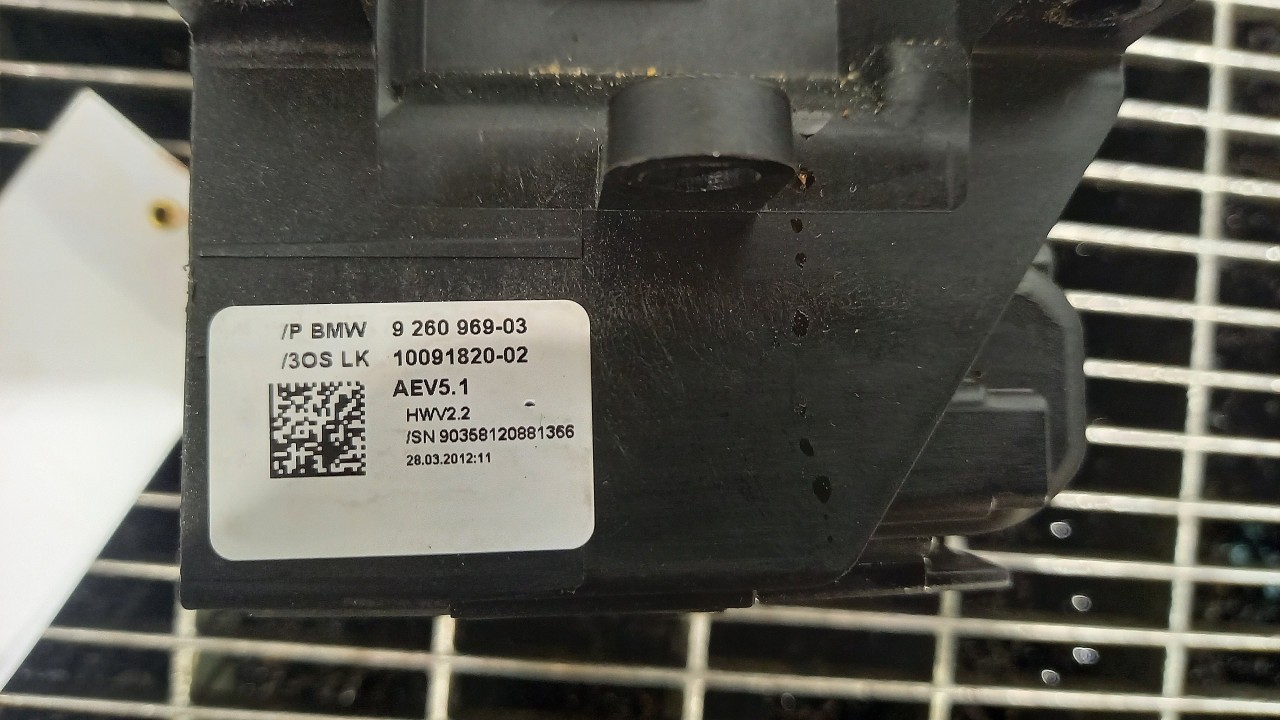 /P BMW 9 260 969-03
/3OS LK 10091820-02
AEV5.1
HWV2.2
/SN 90358120881366
28.03.2012:11